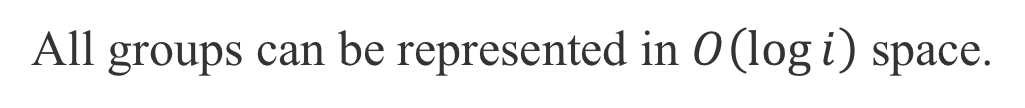 All groups can be represented in O(log i) space.